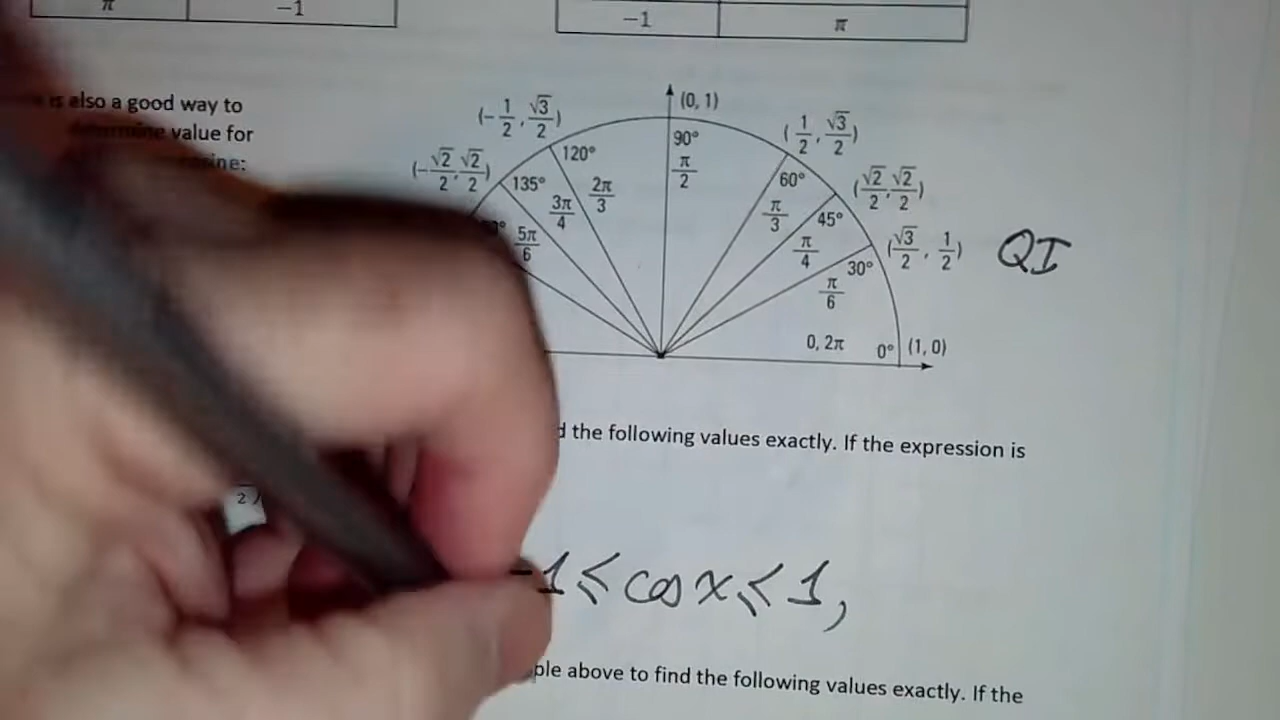 π −1
−1 π
is also a good way to
determine value for
(0, 1)
(−1/2, √3/2)
(1/2, √3/2)
90°
π/2
120°
2π/3
60°
π/3
(−√2/2, √2/2)
(√2/2, √2/2)
135°
3π/4
45°
π/4
5π/6
(√3/2, 1/2) QI
30°
π/6
0, 2π 0° (1, 0)
the following values exactly. If the expression is
2)
−1 ≤ cos x ≤ 1,
above to find the following values exactly. If the